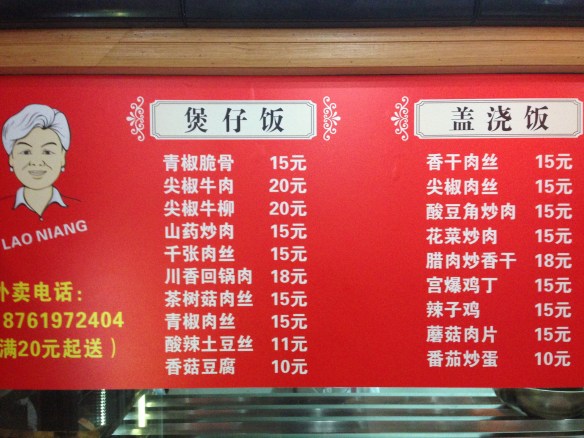 LAO NIANG
外卖电话：
8761972404
满20元起送）
煲仔饭
青椒脆骨 15元
尖椒牛肉 20元
尖椒牛柳 20元
山药炒肉 15元
千张肉丝 15元
川香回锅肉 18元
茶树菇肉丝 15元
青椒肉丝 15元
酸辣土豆丝 11元
香菇豆腐 10元
盖浇饭
香干肉丝 15元
尖椒肉丝 15元
酸豆角炒肉 15元
花菜炒肉 15元
腊肉炒香干 18元
宫爆鸡丁 15元
辣子鸡 15元
蘑菇肉片 15元
番茄炒蛋 10元